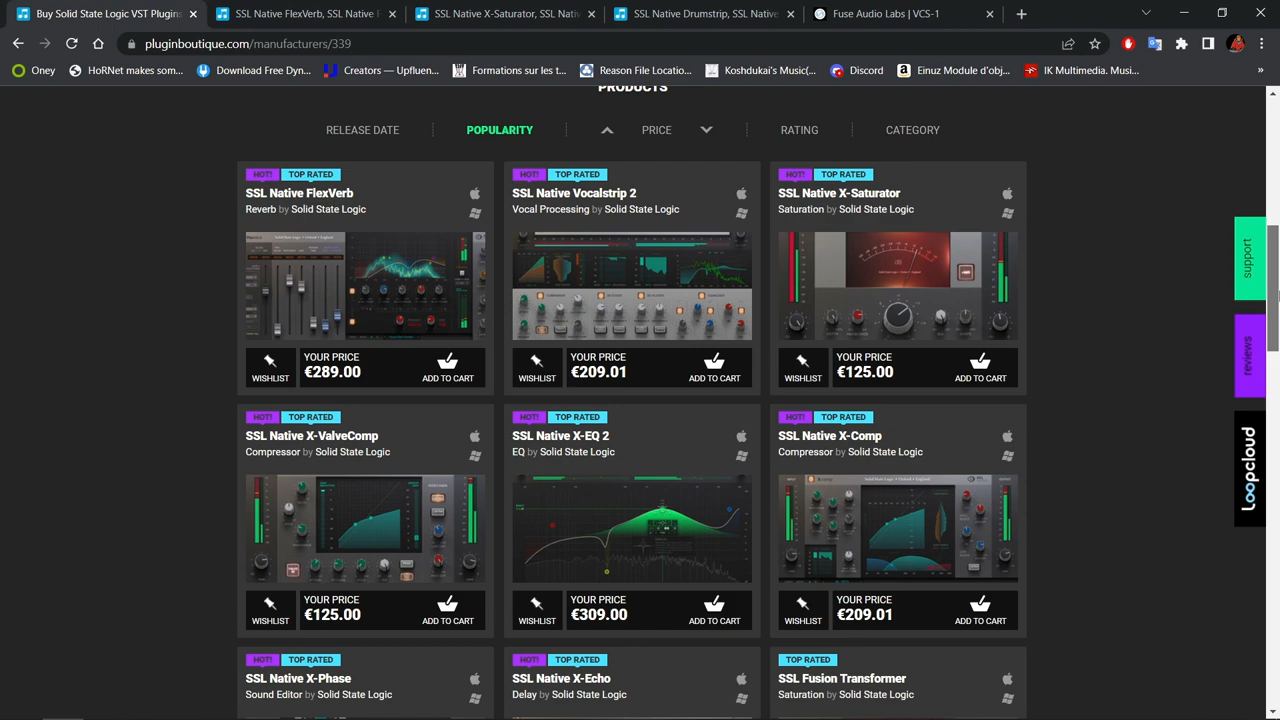 Buy Solid State Logic VST Plugins
SSL Native FlexVerb, SSL Native F
SSL Native X-Saturator, SSL Nativ
SSL Native Drumstrip, SSL Native
Fuse Audio Labs | VCS-1
pluginboutique.com/manufacturers/339
Oney
HoRNet makes som...
Download Free Dyn...
Creators — Upfluen...
Formations sur les t...
Reason File Locatio...
Koshdukai's Music(...
Discord
Einuz Module d'obj...
IK Multimedia. Musi...
»
PRODUCTS
RELEASE DATE
POPULARITY
PRICE
RATING
CATEGORY
HOT! TOP RATED
SSL Native FlexVerb
Reverb by Solid State Logic
WISHLIST
YOUR PRICE
€289.00
ADD TO CART
HOT! TOP RATED
SSL Native Vocalstrip 2
Vocal Processing by Solid State Logic
WISHLIST
YOUR PRICE
€209.01
ADD TO CART
HOT! TOP RATED
SSL Native X-Saturator
Saturation by Solid State Logic
WISHLIST
YOUR PRICE
€125.00
ADD TO CART
HOT! TOP RATED
SSL Native X-ValveComp
Compressor by Solid State Logic
WISHLIST
YOUR PRICE
€125.00
ADD TO CART
HOT! TOP RATED
SSL Native X-EQ 2
EQ by Solid State Logic
WISHLIST
YOUR PRICE
€309.00
ADD TO CART
HOT! TOP RATED
SSL Native X-Comp
Compressor by Solid State Logic
WISHLIST
YOUR PRICE
€209.01
ADD TO CART
HOT! TOP RATED
SSL Native X-Phase
Sound Editor by Solid State Logic
HOT! TOP RATED
SSL Native X-Echo
Delay by Solid State Logic
TOP RATED
SSL Fusion Transformer
Saturation by Solid State Logic
support
reviews
Loopcloud